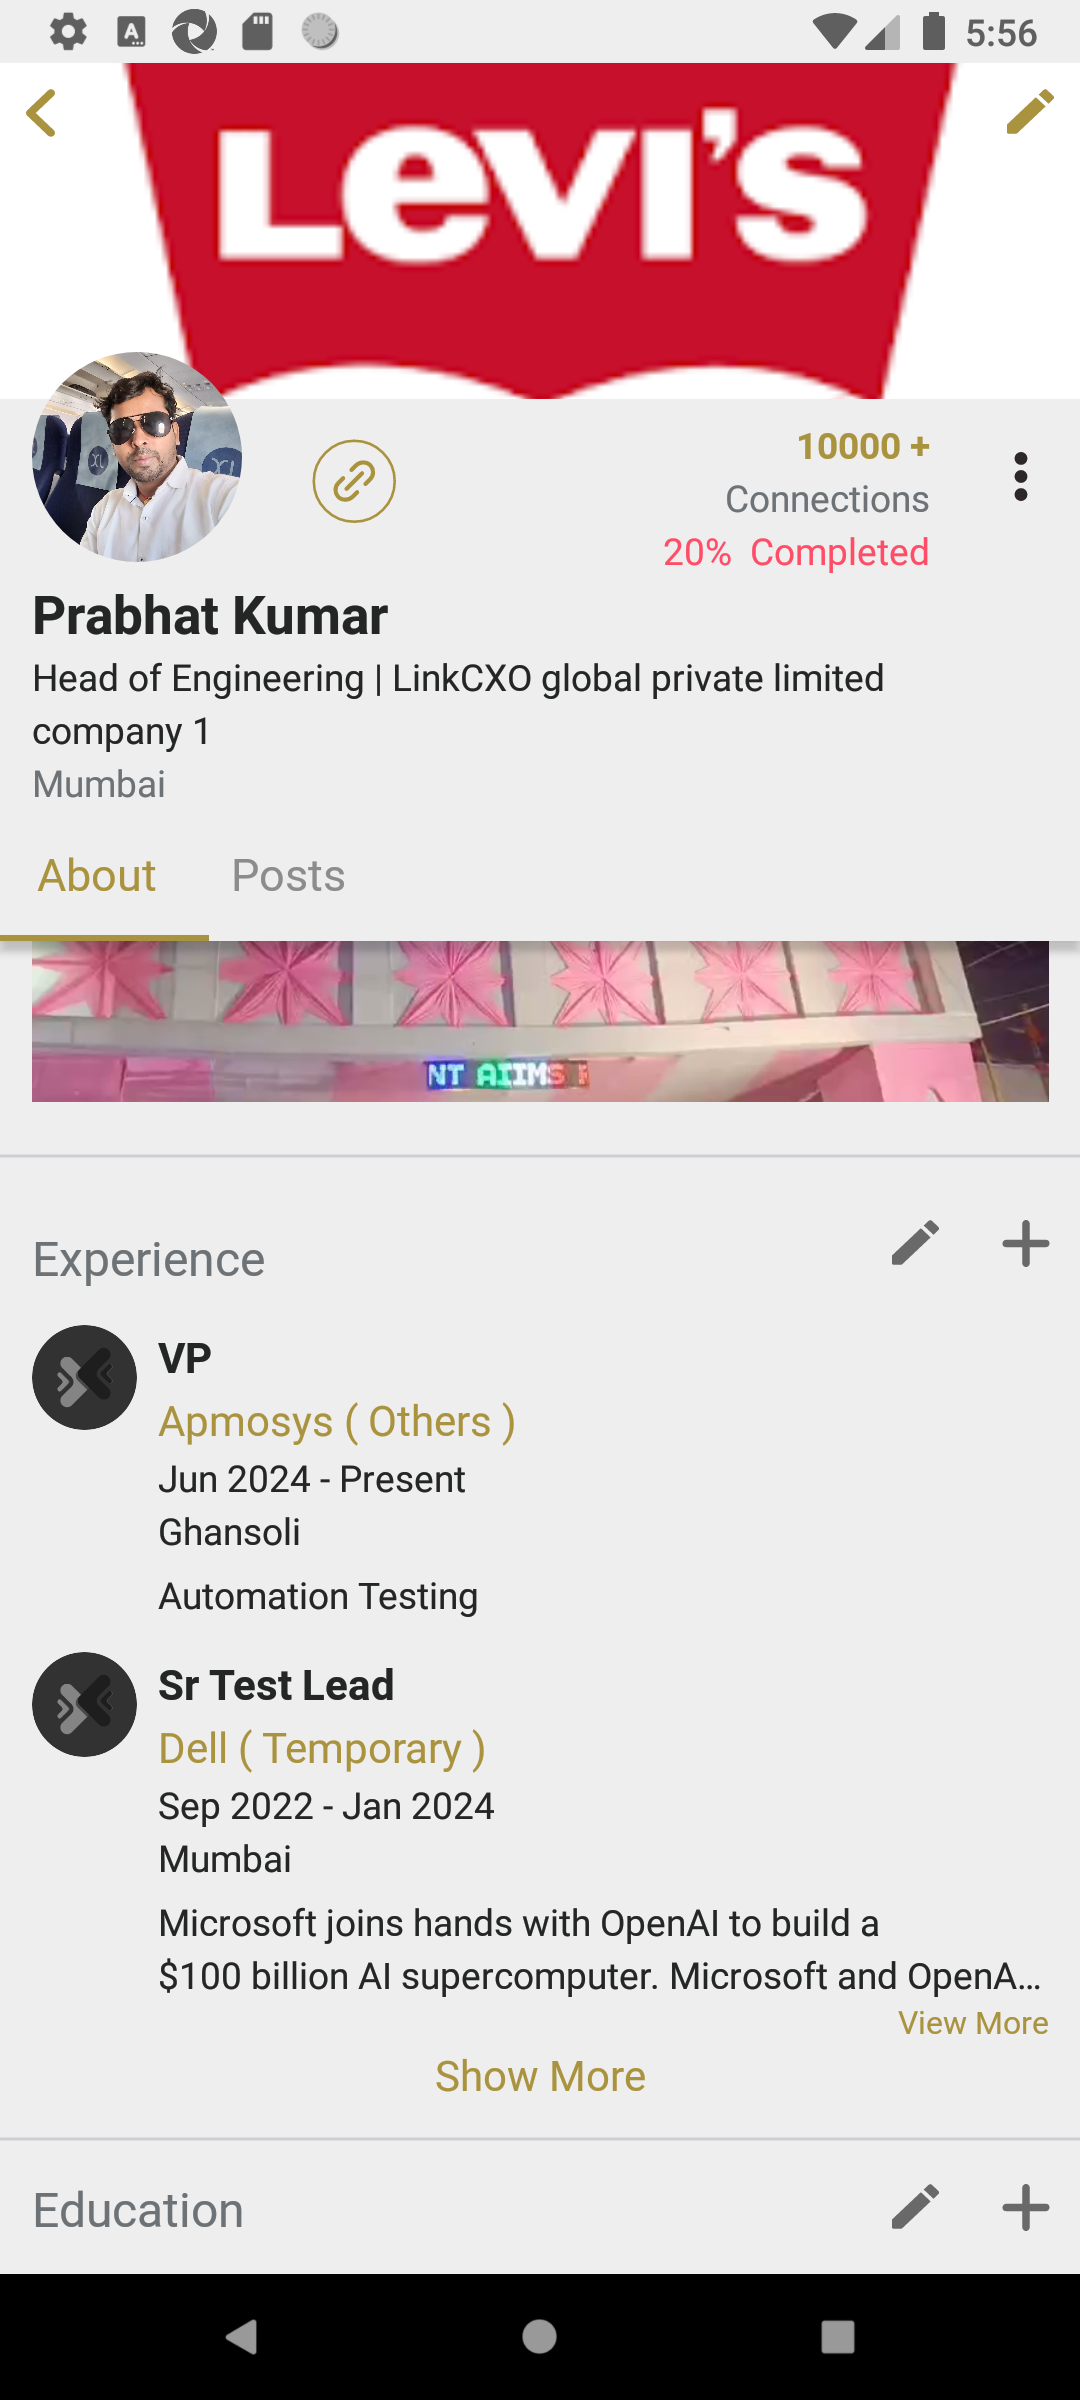 5:56
Levi's
10000 +
Connections
20% Completed
Prabhat Kumar
Head of Engineering | LinkCXO global private limited
company 1
Mumbai
About Posts
NT AIIMS
Experience
VP
Apmosys ( Others )
Jun 2024 - Present
Ghansoli
Automation Testing
Sr Test Lead
Dell ( Temporary )
Sep 2022 - Jan 2024
Mumbai
Microsoft joins hands with OpenAI to build a
$100 billion AI supercomputer. Microsoft and OpenA...
View More
Show More
Education